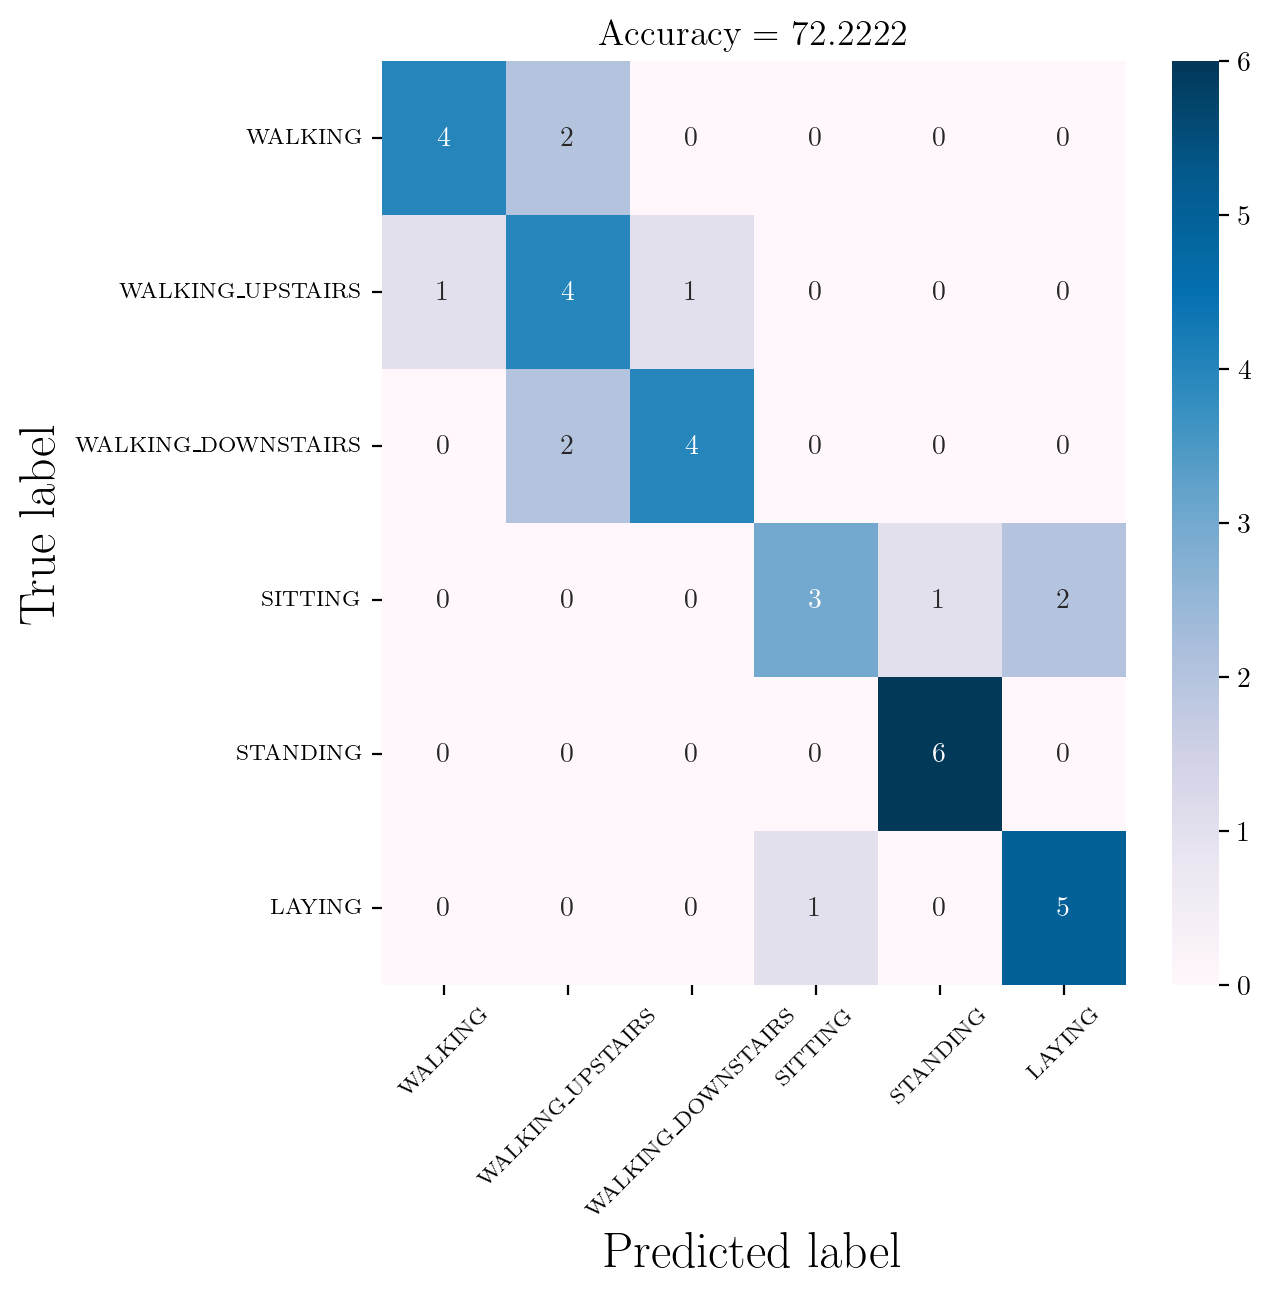 Accuracy = 72.2222
WALKING 4 2 0 0 0 0
WALKING_UPSTAIRS 1 4 1 0 0 0
WALKING_DOWNSTAIRS 0 2 4 0 0 0
SITTING 0 0 0 3 1 2
STANDING 0 0 0 0 6 0
LAYING 0 0 0 1 0 5
True label
WALKING
WALKING_UPSTAIRS
WALKING_DOWNSTAIRS
SITTING
STANDING
LAYING
Predicted label
6
5
4
3
2
1
0